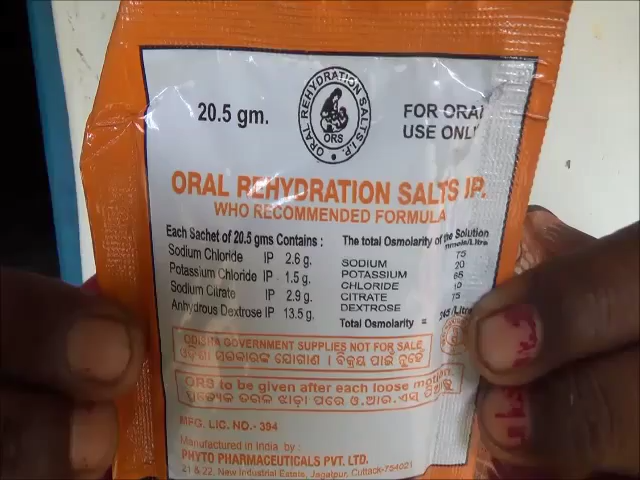 20.5 gm.
ORAL REHYDRATION SALTS I.P.
ORS
FOR ORAL
USE ONLY
ORAL REHYDRATION SALTS IP.
WHO RECOMMENDED FORMULA
Each Sachet of 20.5 gms Contains :
Sodium Chloride IP 2.6 g.
Potassium Chloride IP 1.5 g.
Sodium Citrate IP 2.9 g.
Anhydrous Dextrose IP 13.5 g.
The total Osmolarity of the Solution
mmole/Litre
SODIUM 75
POTASSIUM 20
CHLORIDE 65
CITRATE 10
DEXTROSE 75
Total Osmolarity = 245 /Litre
ODISHA GOVERNMENT SUPPLIES NOT FOR SALE
ଓଡ଼ିଶା ସରକାରଙ୍କ ଯୋଗାଣ । ବିକ୍ରୟ ପାଇଁ ନୁହେଁ
ORS to be given after each loose motion
ପ୍ରତ୍ୟେକ ତରଳ ଝାଡ଼ା ପରେ ଓ.ଆର.ଏସ୍
MFG. LIC. NO.- 394
Manufactured in India by :
PHYTO PHARMACEUTICALS PVT. LTD.
21 & 22, New Industrial Estate, Jagatpur, Cuttack-754021